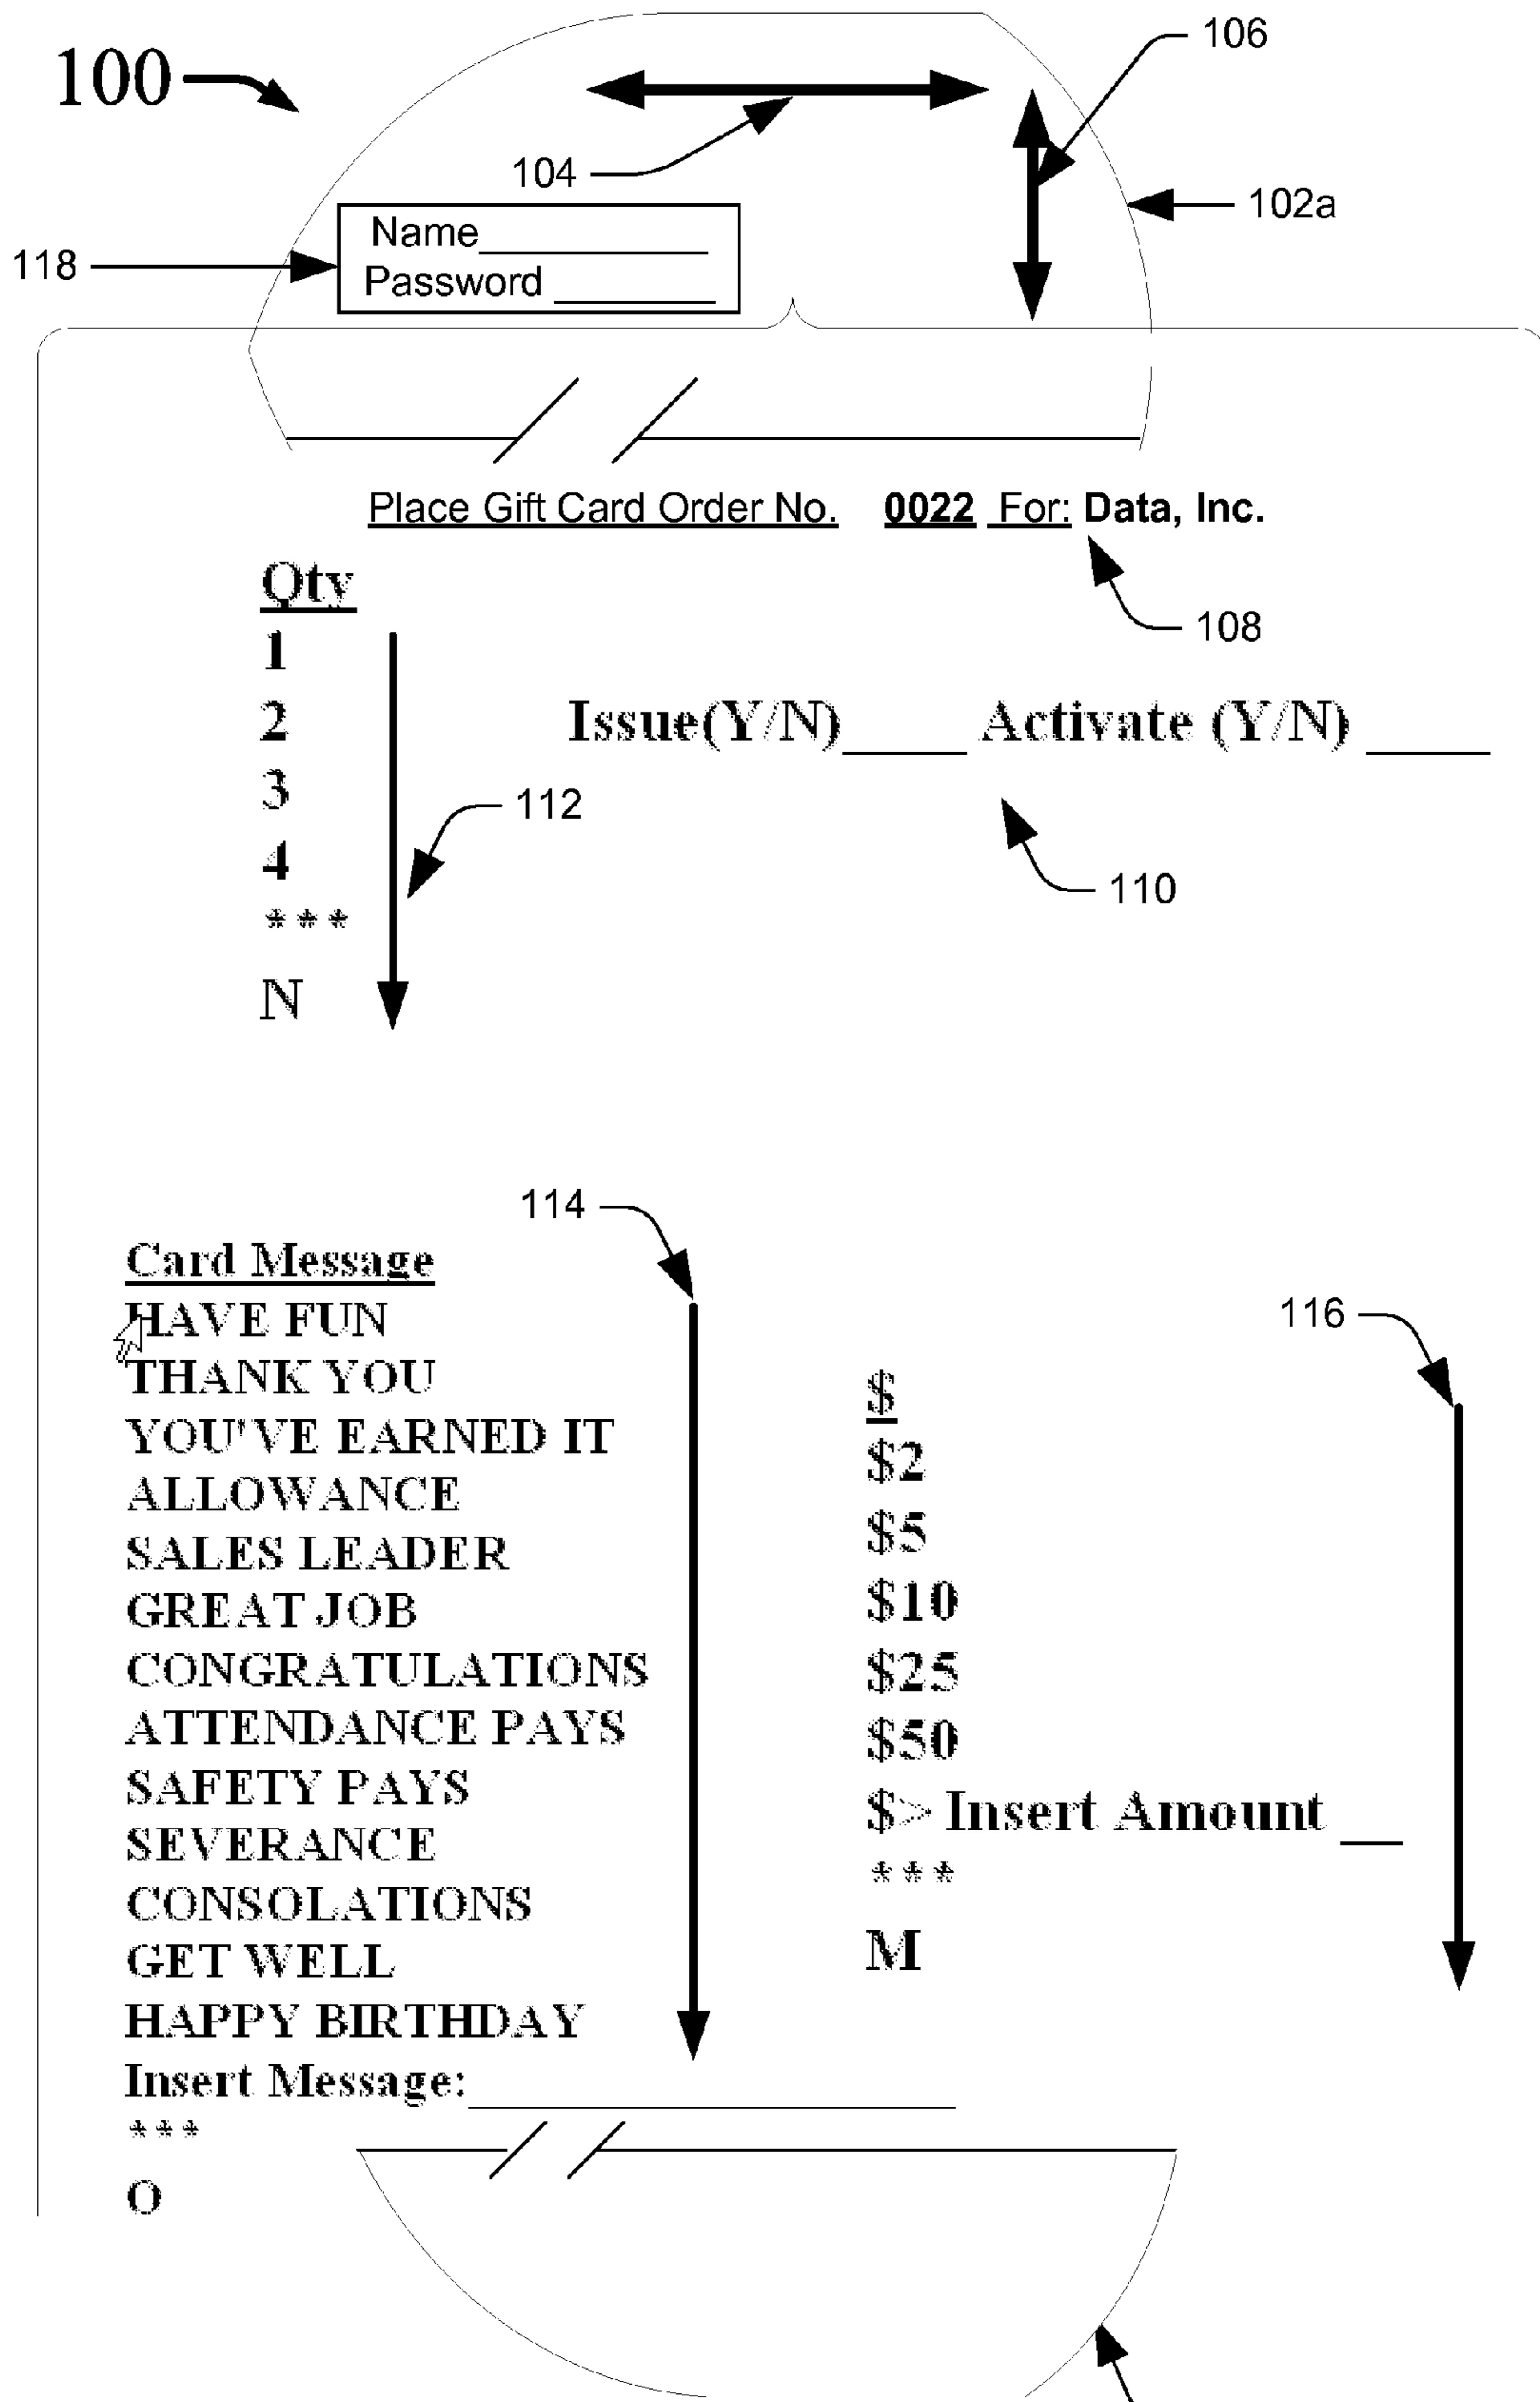 100
106
104
102a
118
Name
Password
Place Gift Card Order No. 0022 For: Data, Inc.
108
Qty
1
2
3
4
***
N
Issue(Y/N)_____ Activate (Y/N) _____
112
110
114
116
Card Message
HAVE FUN
THANK YOU
YOU'VE EARNED IT
ALLOWANCE
SALES LEADER
GREAT JOB
CONGRATULATIONS
ATTENDANCE PAYS
SAFETY PAYS
SEVERANCE
CONSOLATIONS
GET WELL
HAPPY BIRTHDAY
Insert Message:
***
O
$
$2
$5
$10
$25
$50
$> Insert Amount __
***
M